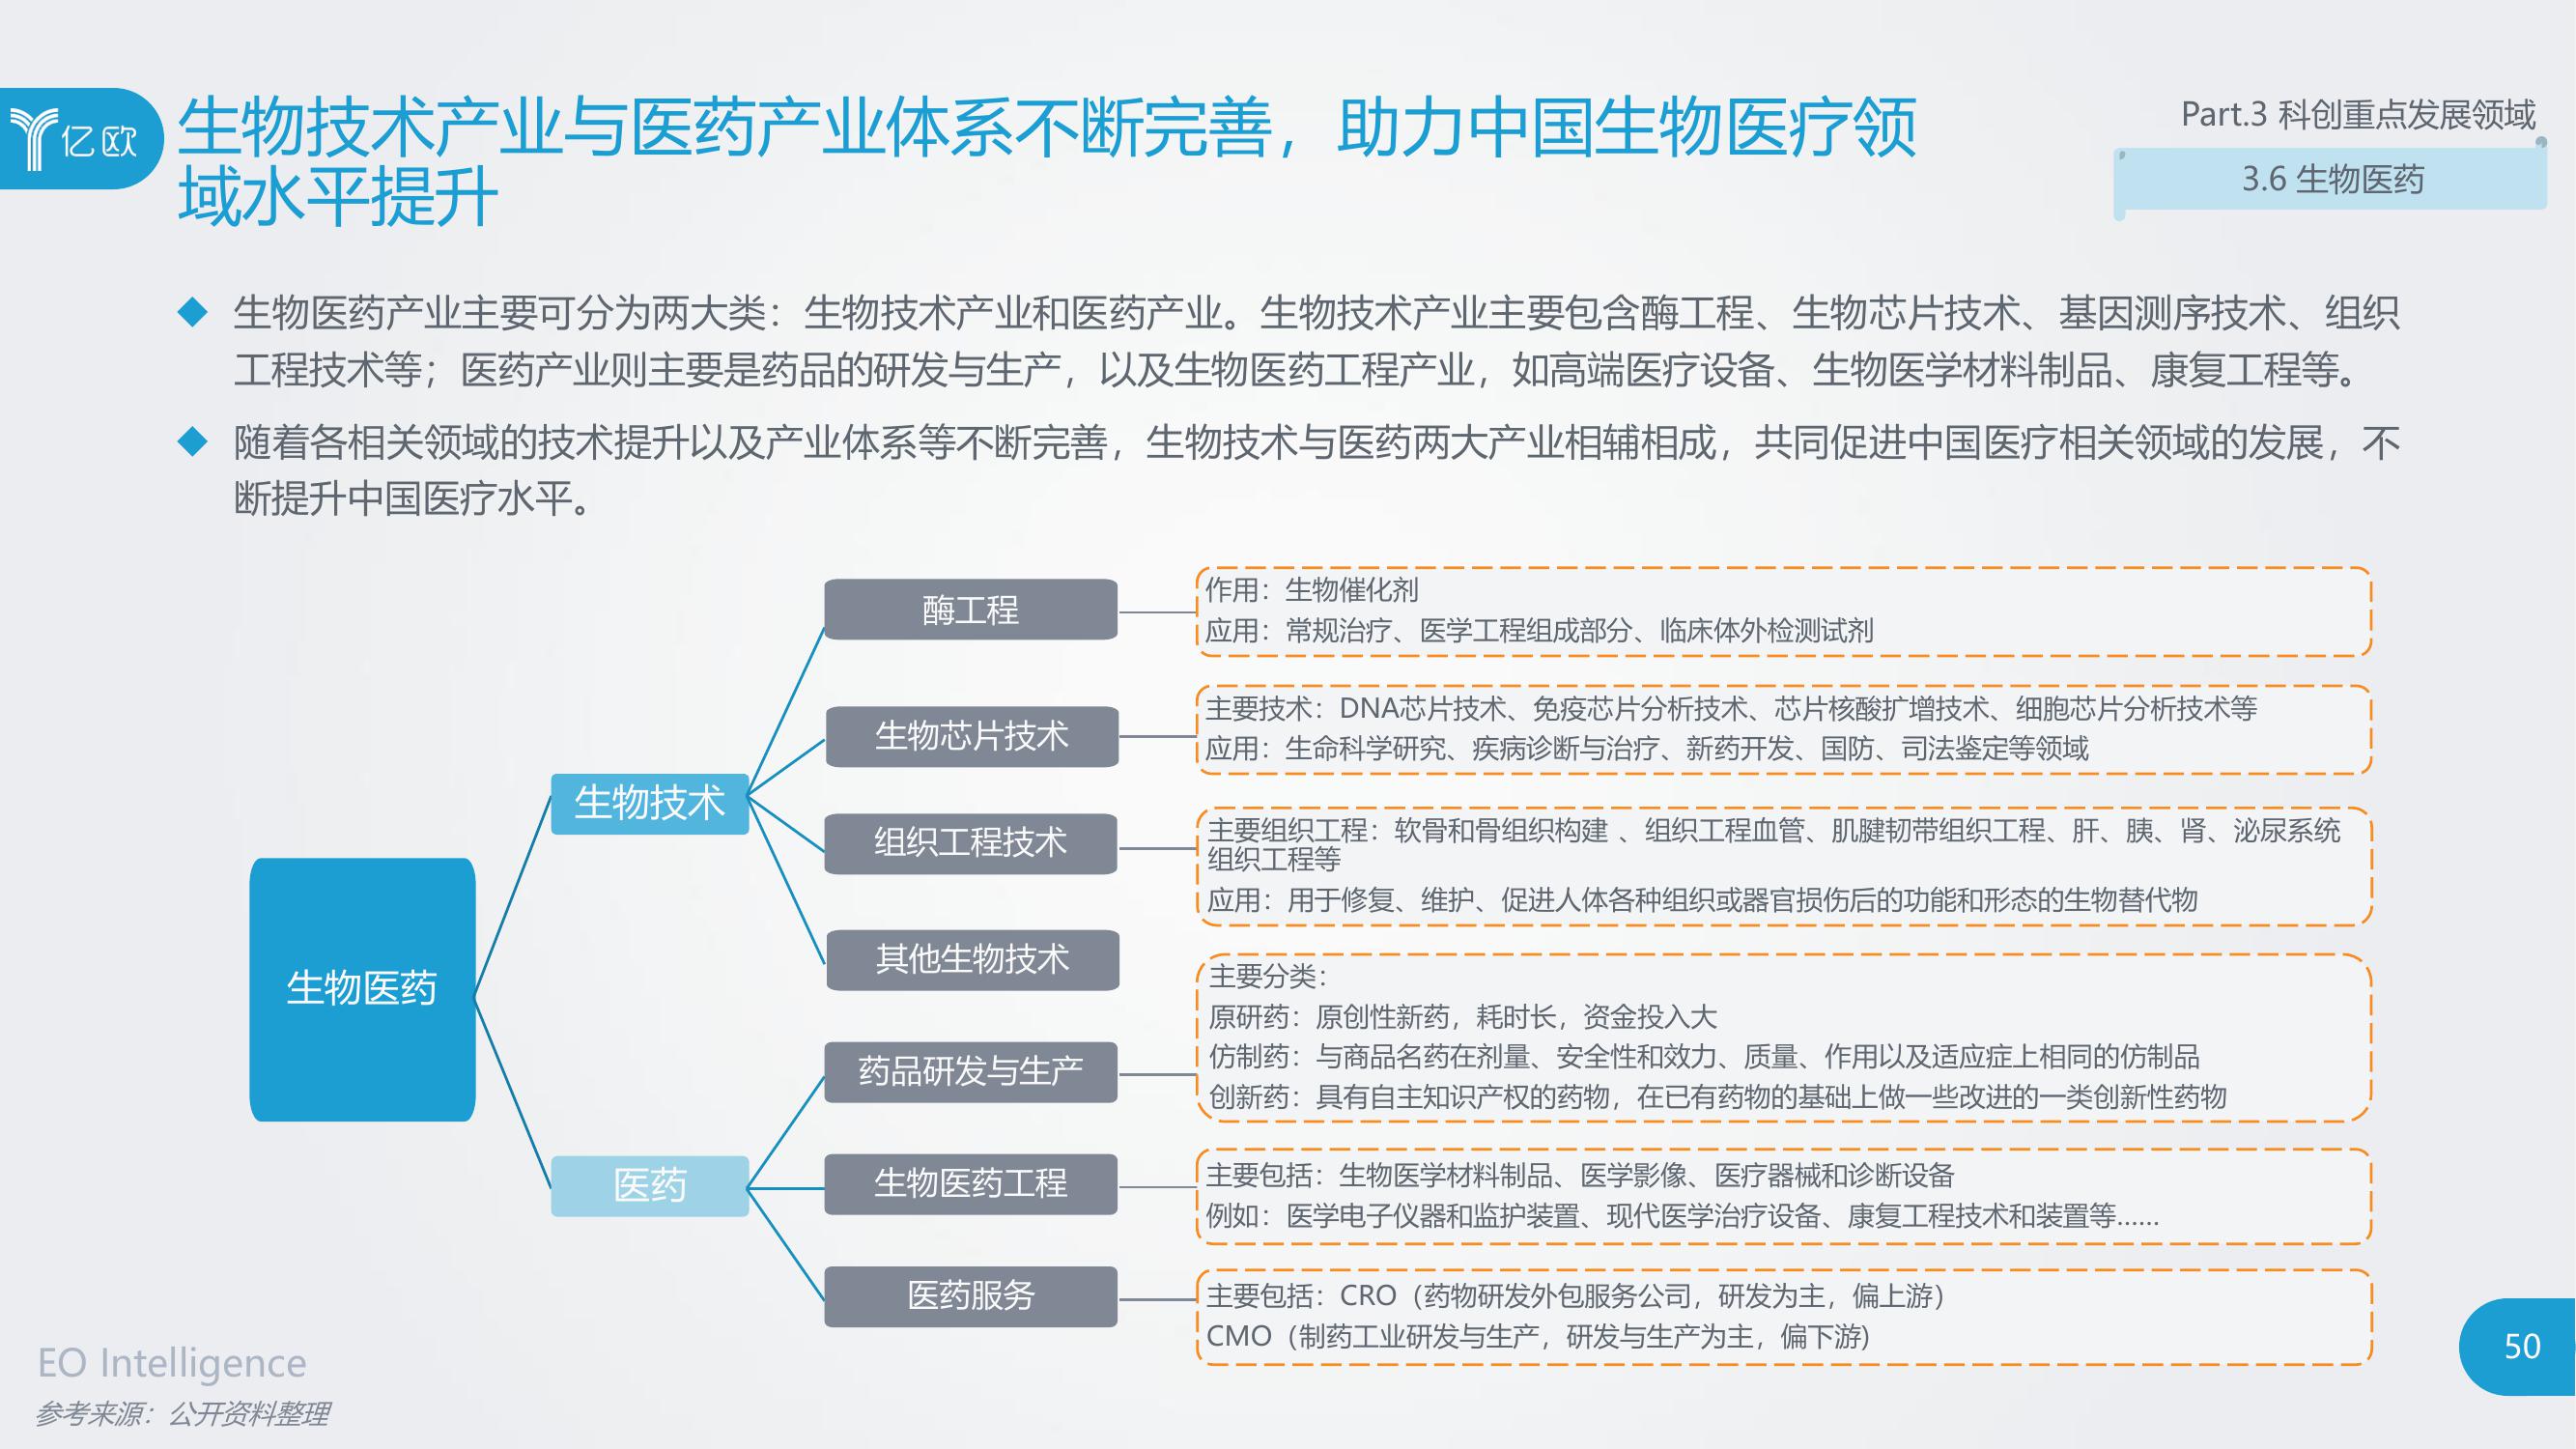 亿欧
生物技术产业与医药产业体系不断完善，助力中国生物医疗领
域水平提升
Part.3 科创重点发展领域
3.6 生物医药
生物医药产业主要可分为两大类：生物技术产业和医药产业。生物技术产业主要包含酶工程、生物芯片技术、基因测序技术、组织
工程技术等；医药产业则主要是药品的研发与生产，以及生物医药工程产业，如高端医疗设备、生物医学材料制品、康复工程等。
随着各相关领域的技术提升以及产业体系等不断完善，生物技术与医药两大产业相辅相成，共同促进中国医疗相关领域的发展，不
断提升中国医疗水平。
生物医药
生物技术
酶工程
作用：生物催化剂
应用：常规治疗、医学工程组成部分、临床体外检测试剂
生物芯片技术
主要技术：DNA芯片技术、免疫芯片分析技术、芯片核酸扩增技术、细胞芯片分析技术等
应用：生命科学研究、疾病诊断与治疗、新药开发、国防、司法鉴定等领域
组织工程技术
主要组织工程：软骨和骨组织构建 、组织工程血管、肌腱韧带组织工程、肝、胰、肾、泌尿系统
组织工程等
应用：用于修复、维护、促进人体各种组织或器官损伤后的功能和形态的生物替代物
其他生物技术
医药
药品研发与生产
主要分类：
原研药：原创性新药，耗时长，资金投入大
仿制药：与商品名药在剂量、安全性和效力、质量、作用以及适应症上相同的仿制品
创新药：具有自主知识产权的药物，在已有药物的基础上做一些改进的一类创新性药物
生物医药工程
主要包括：生物医学材料制品、医学影像、医疗器械和诊断设备
例如：医学电子仪器和监护装置、现代医学治疗设备、康复工程技术和装置等……
医药服务
主要包括：CRO（药物研发外包服务公司，研发为主，偏上游）
CMO（制药工业研发与生产，研发与生产为主，偏下游）
EO Intelligence
参考来源：公开资料整理
50